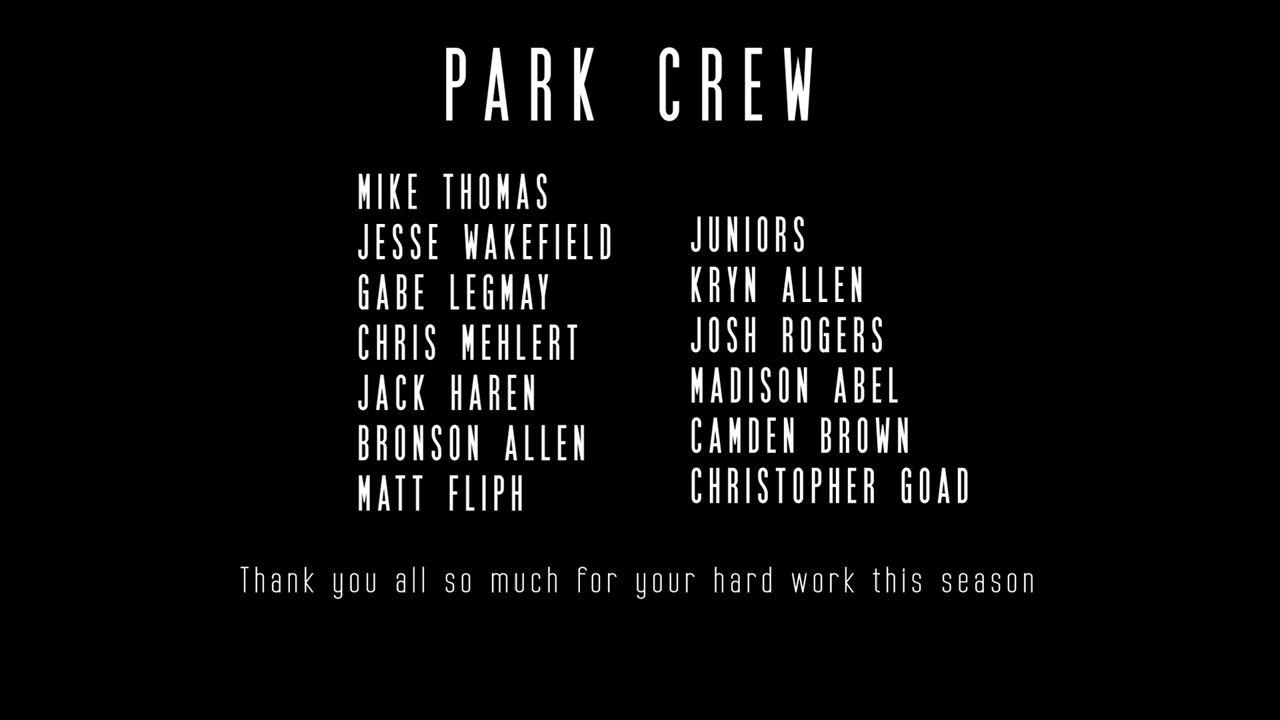 PARK CREW
MIKE THOMAS
JESSE WAKEFIELD
GABE LEGMAY
CHRIS MEHLERT
JACK HAREN
BRONSON ALLEN
MATT FLIPH
JUNIORS
KRYN ALLEN
JOSH ROGERS
MADISON ABEL
CAMDEN BROWN
CHRISTOPHER GOAD
Thank you all so much for your hard work this season